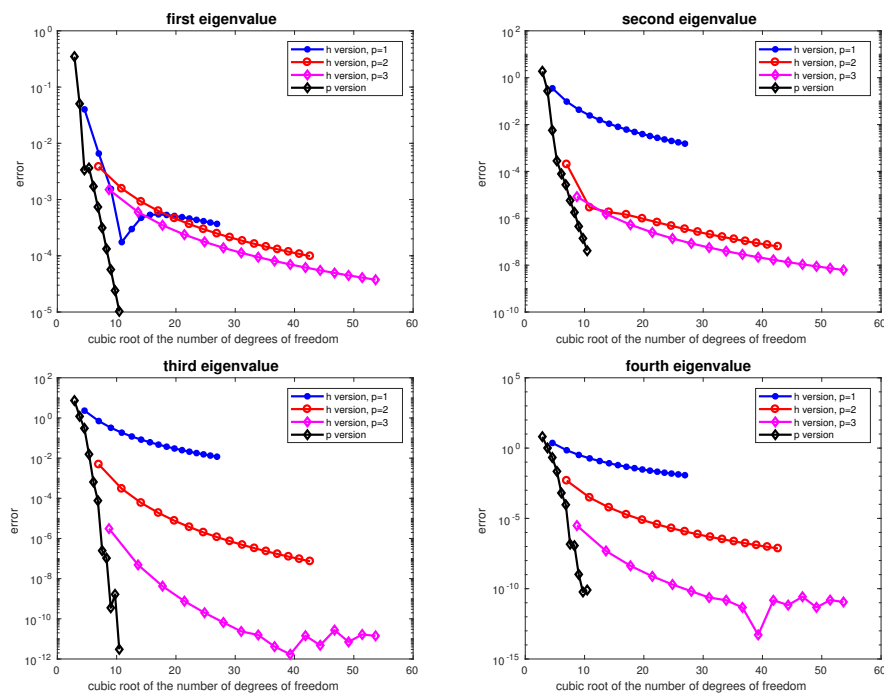 first eigenvalue
10^0
10^-1
10^-2
10^-3
10^-4
10^-5
error
h version, p=1
h version, p=2
h version, p=3
p version
0 10 20 30 40 50 60
cubic root of the number of degrees of freedom
second eigenvalue
10^2
10^0
10^-2
10^-4
10^-6
10^-8
10^-10
error
h version, p=1
h version, p=2
h version, p=3
p version
0 10 20 30 40 50 60
cubic root of the number of degrees of freedom
third eigenvalue
10^2
10^0
10^-2
10^-4
10^-6
10^-8
10^-10
10^-12
error
h version, p=1
h version, p=2
h version, p=3
p version
0 10 20 30 40 50 60
cubic root of the number of degrees of freedom
fourth eigenvalue
10^5
10^0
10^-5
10^-10
10^-15
error
h version, p=1
h version, p=2
h version, p=3
p version
0 10 20 30 40 50 60
cubic root of the number of degrees of freedom